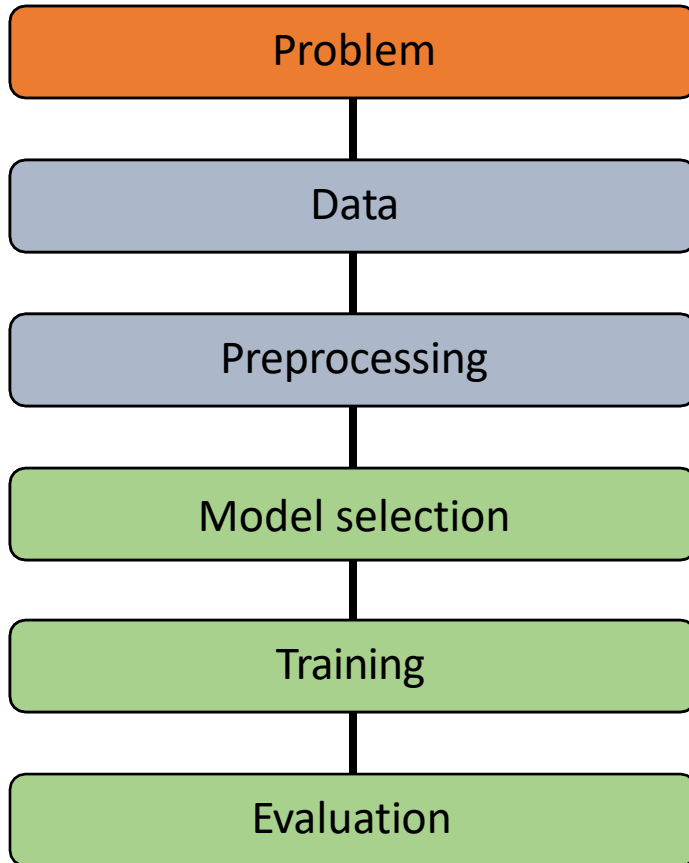 Problem
Data
Preprocessing
Model selection
Training
Evaluation